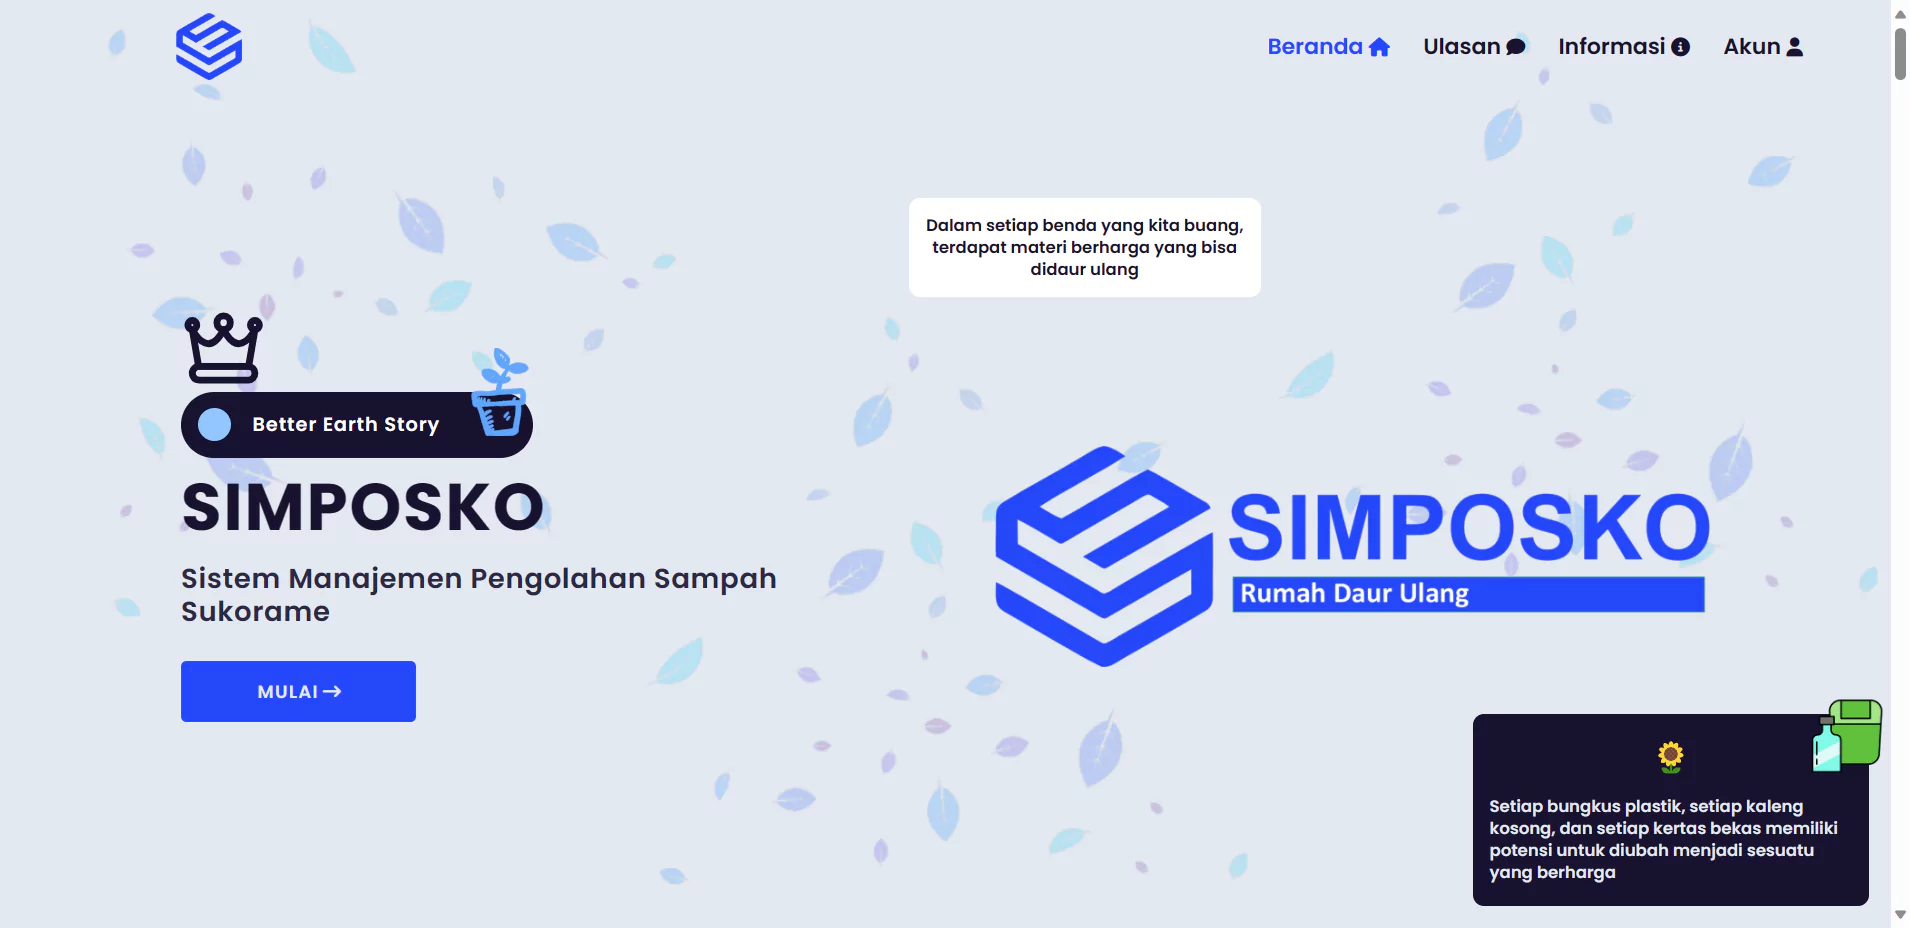 Beranda
Ulasan
Informasi
Akun
Dalam setiap benda yang kita buang,
terdapat materi berharga yang bisa
didaur ulang
Better Earth Story
SIMPOSKO
Sistem Manajemen Pengolahan Sampah
Sukorame
MULAI
SIMPOSKO
Rumah Daur Ulang
Setiap bungkus plastik, setiap kaleng
kosong, dan setiap kertas bekas memiliki
potensi untuk diubah menjadi sesuatu
yang berharga